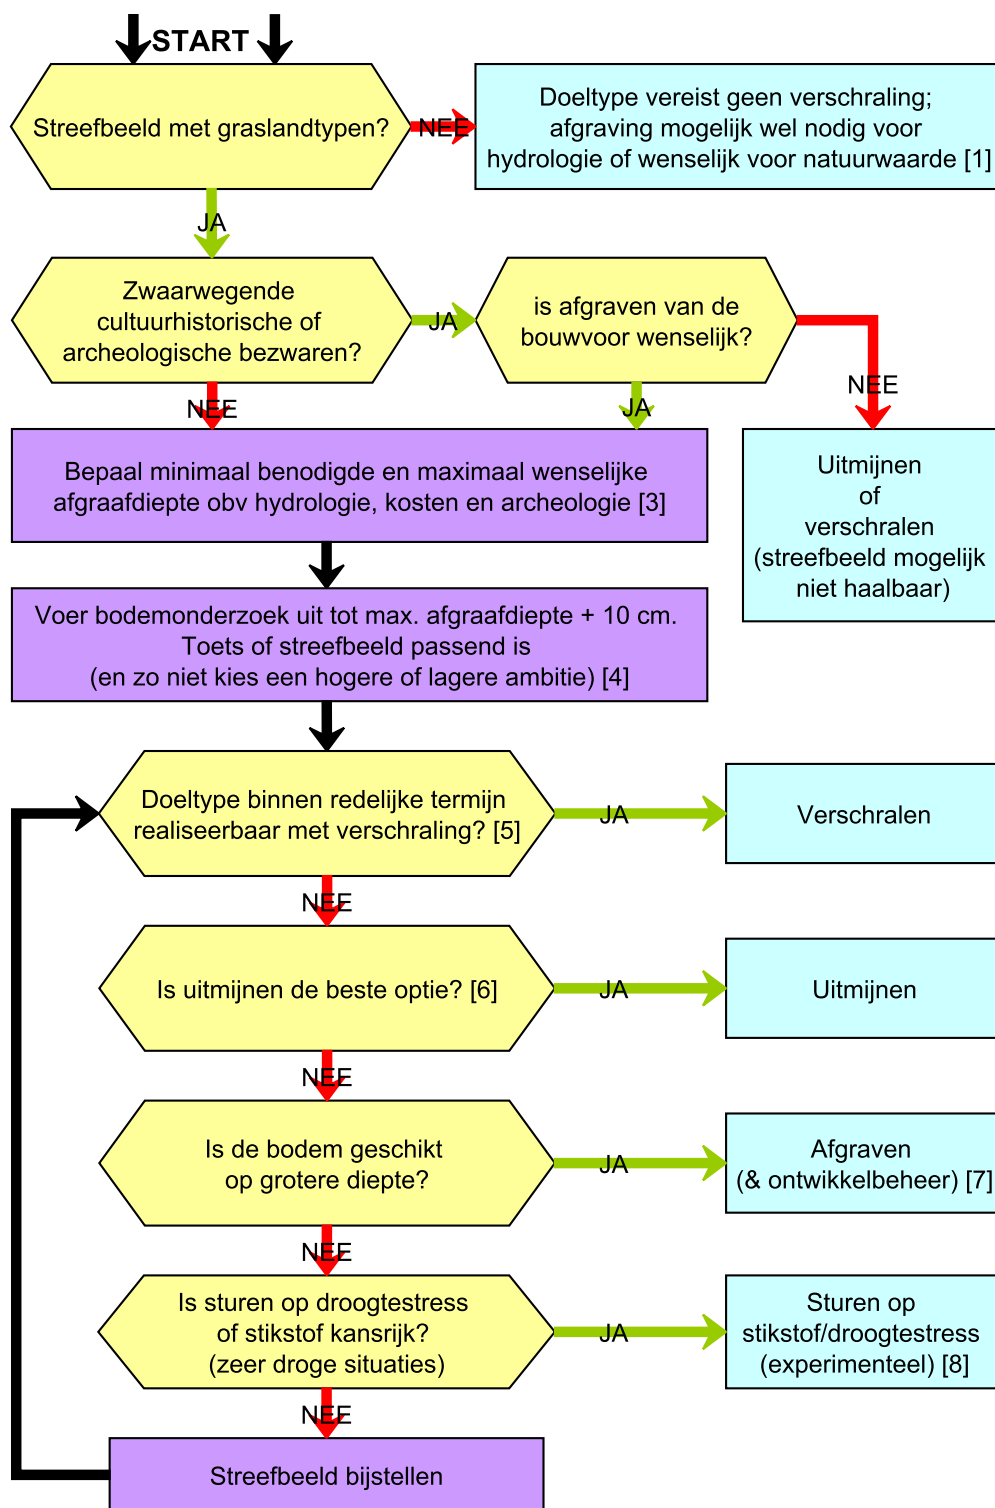 START
Streefbeeld met graslandtypen?
NEE
Doeltype vereist geen verschraling;
afgraving mogelijk wel nodig voor
hydrologie of wenselijk voor natuurwaarde [1]
JA
Zwaarwegende
cultuurhistorische of
archeologische bezwaren?
JA
is afgraven van de
bouwvoor wenselijk?
NEE
NEE
JA
Uitmijnen
of
verschralen
(streefbeeld mogelijk
niet haalbaar)
Bepaal minimaal benodigde en maximaal wenselijke
afgraafdiepte obv hydrologie, kosten en archeologie [3]
Voer bodemonderzoek uit tot max. afgraafdiepte + 10 cm.
Toets of streefbeeld passend is
(en zo niet kies een hogere of lagere ambitie) [4]
Doeltype binnen redelijke termijn
realiseerbaar met verschraling? [5]
JA
Verschralen
NEE
Is uitmijnen de beste optie? [6]
JA
Uitmijnen
NEE
Is de bodem geschikt
op grotere diepte?
JA
Afgraven
(& ontwikkelbeheer) [7]
NEE
Is sturen op droogtestress
of stikstof kansrijk?
(zeer droge situaties)
JA
Sturen op
stikstof/droogtestress
(experimenteel) [8]
NEE
Streefbeeld bijstellen